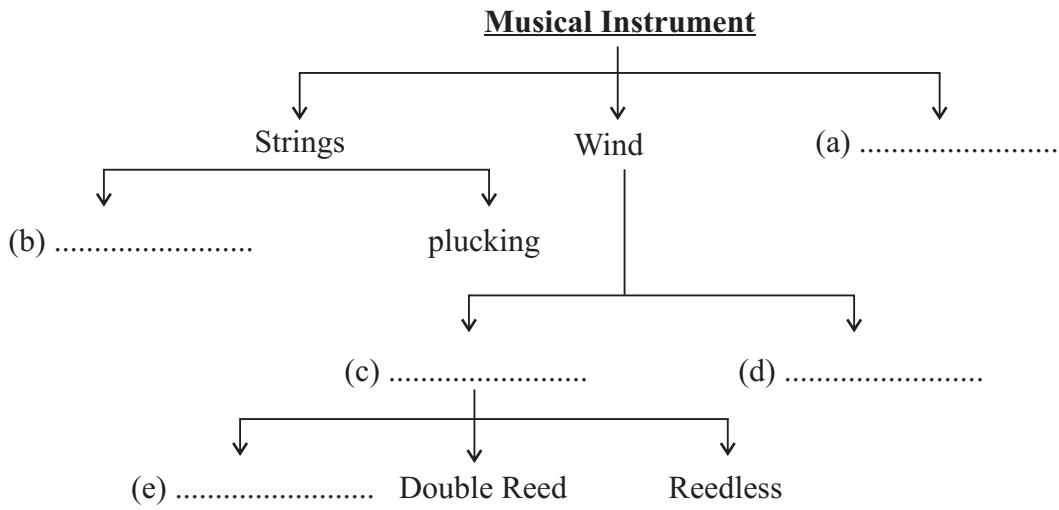 Musical Instrument
Strings Wind (a) .........................
(b) ......................... plucking
(c) ......................... (d) .........................
(e) ......................... Double Reed Reedless